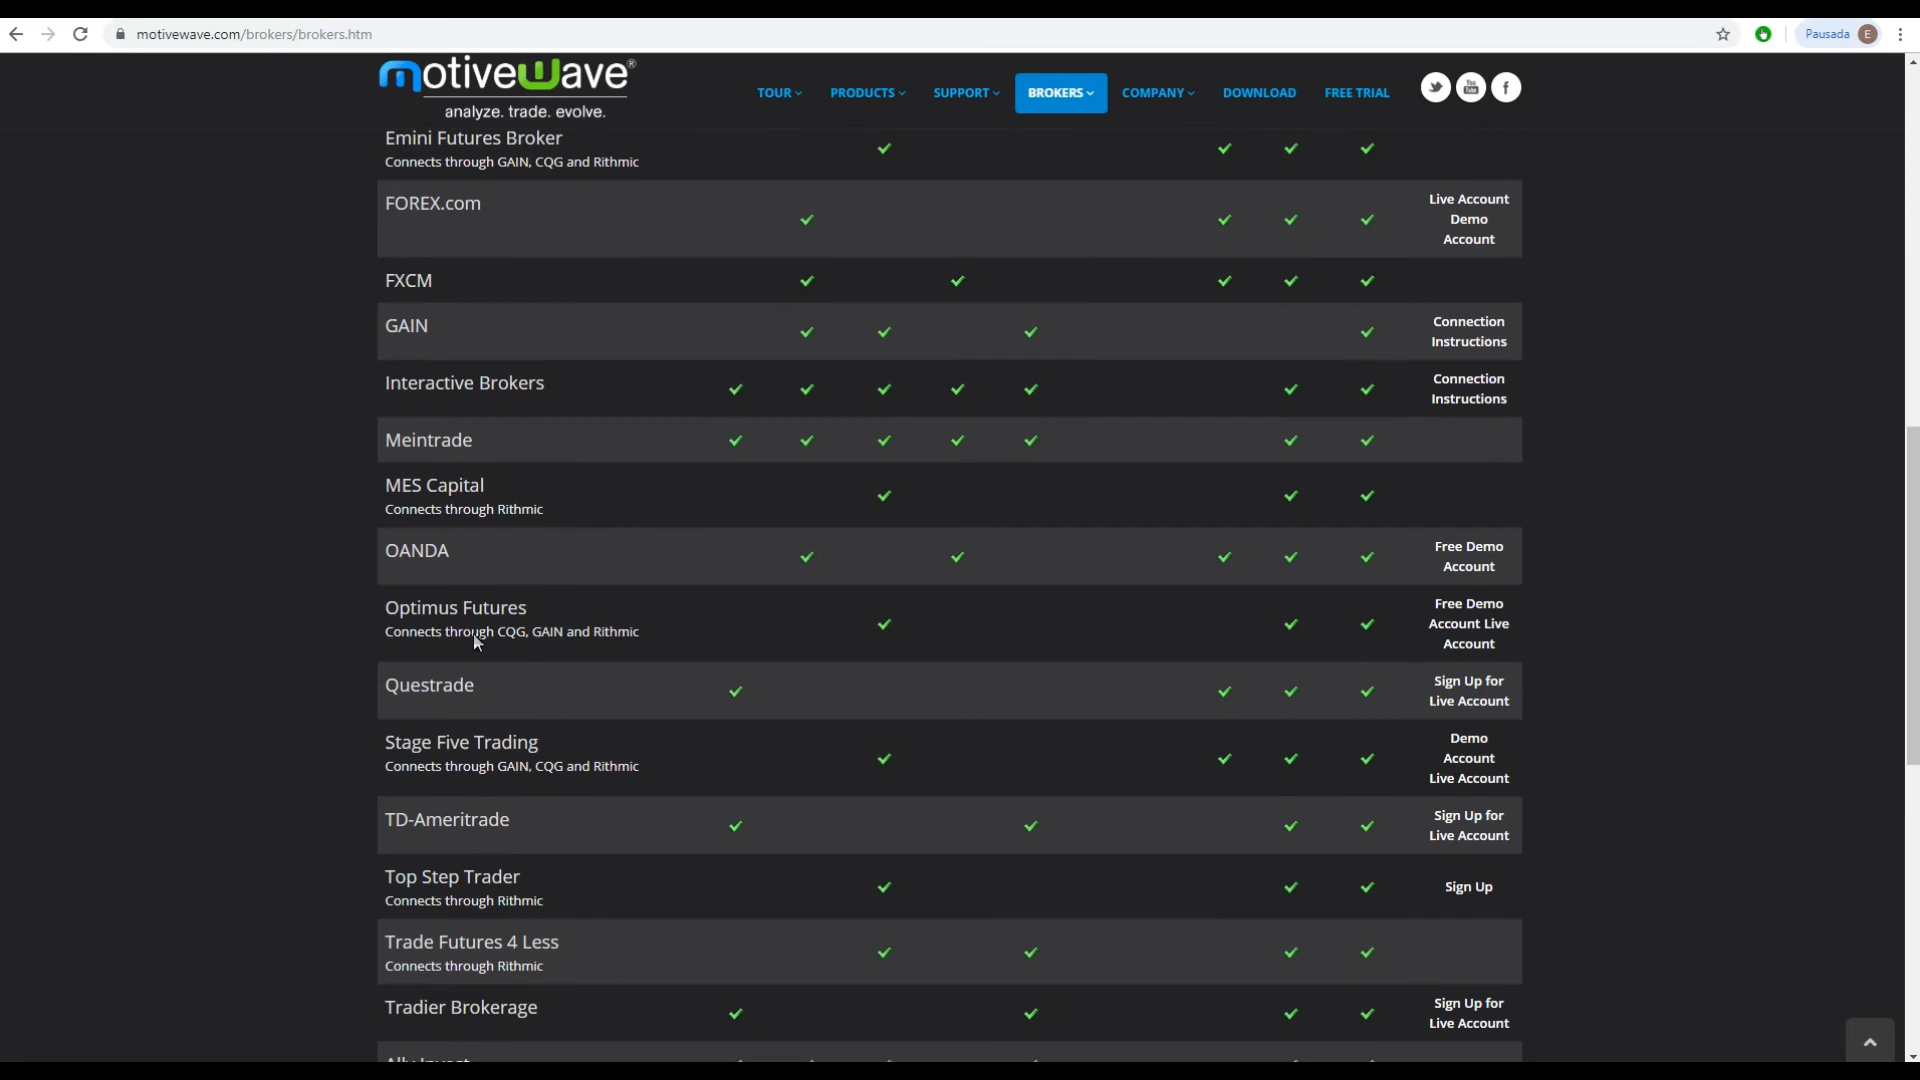 motivewave.com/brokers/brokers.htm
Pausada E
motivewave®
analyze. trade. evolve.
TOUR PRODUCTS SUPPORT BROKERS COMPANY DOWNLOAD FREE TRIAL
Emini Futures Broker
Connects through GAIN, CQG and Rithmic
FOREX.com
Live Account
Demo
Account
FXCM
GAIN
Connection
Instructions
Interactive Brokers
Connection
Instructions
Meintrade
MES Capital
Connects through Rithmic
OANDA
Free Demo
Account
Optimus Futures
Connects through CQG, GAIN and Rithmic
Free Demo
Account Live
Account
Questrade
Sign Up for
Live Account
Stage Five Trading
Connects through GAIN, CQG and Rithmic
Demo
Account
Live Account
TD-Ameritrade
Sign Up for
Live Account
Top Step Trader
Connects through Rithmic
Sign Up
Trade Futures 4 Less
Connects through Rithmic
Tradier Brokerage
Sign Up for
Live Account
Ally Invest